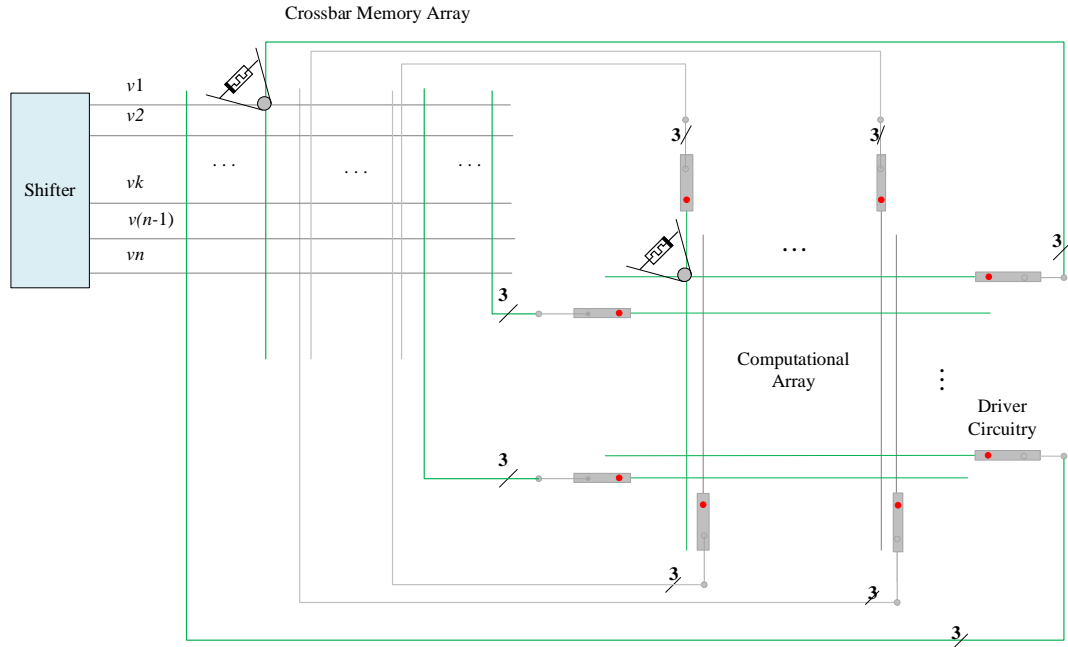 Crossbar Memory Array
v1
v2
3
3
. . .
. . .
. . .
Shifter
vk
v(n-1)
...
3
vn
3
Computational
Array
...
Driver
Circuitry
3
3
3
3